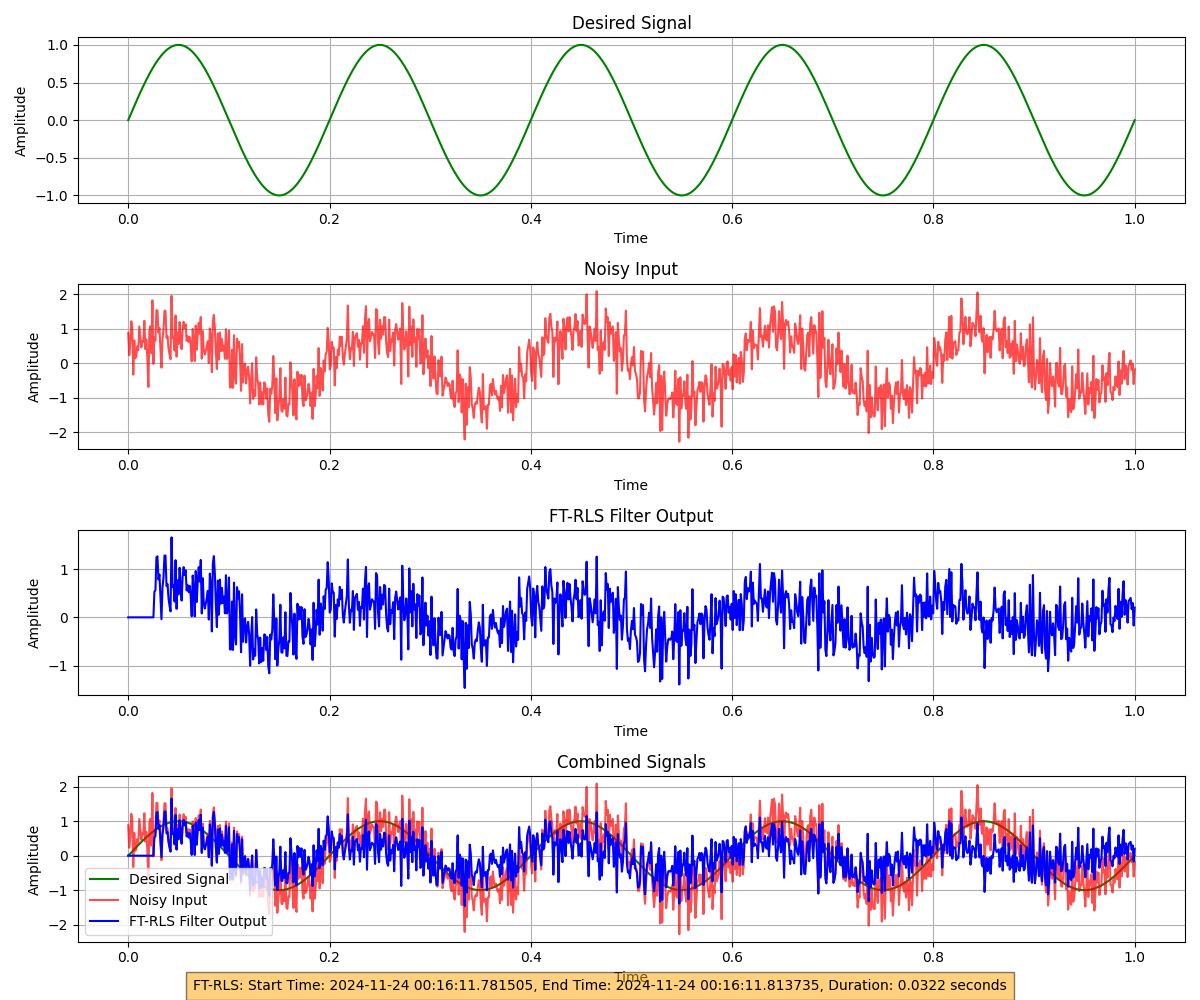 Desired Signal
1.0
0.5
0.0
−0.5
−1.0
Amplitude
0.0 0.2 0.4 0.6 0.8 1.0
Time
Noisy Input
2
1
0
−1
−2
Amplitude
0.0 0.2 0.4 0.6 0.8 1.0
Time
FT-RLS Filter Output
1
0
−1
Amplitude
0.0 0.2 0.4 0.6 0.8 1.0
Time
Combined Signals
2
1
0
−1
−2
Amplitude
Desired Signal
Noisy Input
FT-RLS Filter Output
0.0 0.2 0.4 0.6 0.8 1.0
Time
FT-RLS: Start Time: 2024-11-24 00:16:11.781505, End Time: 2024-11-24 00:16:11.813735, Duration: 0.0322 seconds